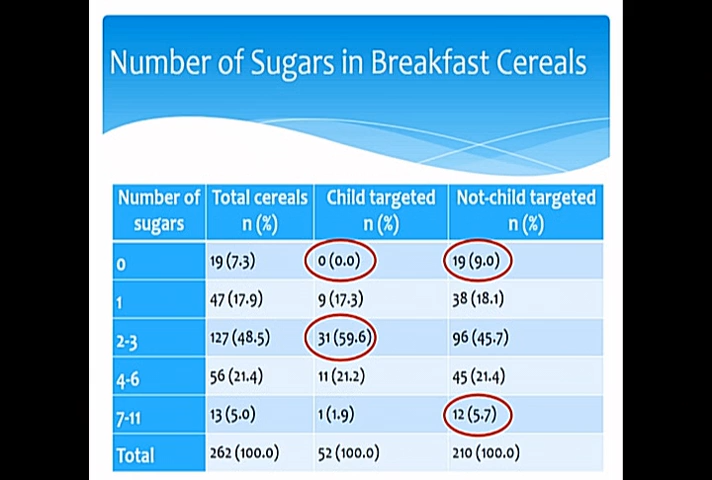 Number of Sugars in Breakfast Cereals
Number of sugars Total cereals n (%) Child targeted n (%) Not-child targeted n (%)
0 19 (7.3) 0 (0.0) 19 (9.0)
1 47 (17.9) 9 (17.3) 38 (18.1)
2-3 127 (48.5) 31 (59.6) 96 (45.7)
4-6 56 (21.4) 11 (21.2) 45 (21.4)
7-11 13 (5.0) 1 (1.9) 12 (5.7)
Total 262 (100.0) 52 (100.0) 210 (100.0)